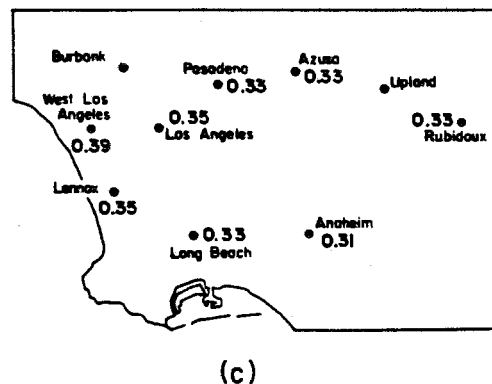 Burbank
Pasadena
0.33
Azusa
0.33
Upland
West Los
Angeles
0.39
0.35
Los Angeles
0.33
Rubidoux
Lennox
0.35
0.33
Long Beach
Anaheim
0.31
(c)